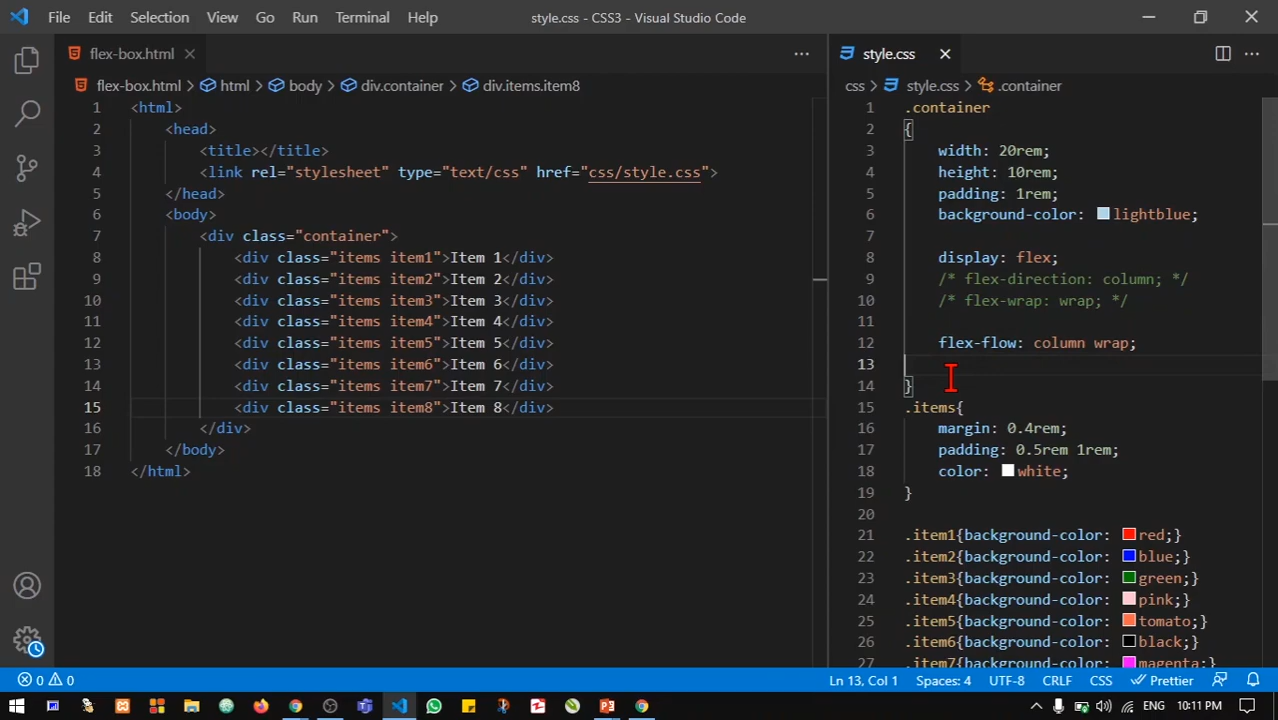 File Edit Selection View Go Run Terminal Help style.css - CSS3 - Visual Studio Code
flex-box.html
flex-box.html html body div.container div.items.item8
1 <html>
2 <head>
3 <title></title>
4 <link rel="stylesheet" type="text/css" href="css/style.css">
5 </head>
6 <body>
7 <div class="container">
8 <div class="items item1">Item 1</div>
9 <div class="items item2">Item 2</div>
10 <div class="items item3">Item 3</div>
11 <div class="items item4">Item 4</div>
12 <div class="items item5">Item 5</div>
13 <div class="items item6">Item 6</div>
14 <div class="items item7">Item 7</div>
15 <div class="items item8">Item 8</div>
16 </div>
17 </body>
18 </html>
style.css
css style.css .container
1 .container
2 {
3 width: 20rem;
4 height: 10rem;
5 padding: 1rem;
6 background-color: lightblue;
7
8 display: flex;
9 /* flex-direction: column; */
10 /* flex-wrap: wrap; */
11
12 flex-flow: column wrap;
13
14 }
15 .items{
16 margin: 0.4rem;
17 padding: 0.5rem 1rem;
18 color: white;
19 }
20
21 .item1{background-color: red;}
22 .item2{background-color: blue;}
23 .item3{background-color: green;}
24 .item4{background-color: pink;}
25 .item5{background-color: tomato;}
26 .item6{background-color: black;}
27 .item7{background-color: magenta;}
0 0 Ln 13, Col 1 Spaces: 4 UTF-8 CRLF CSS Prettier
ENG 10:11 PM